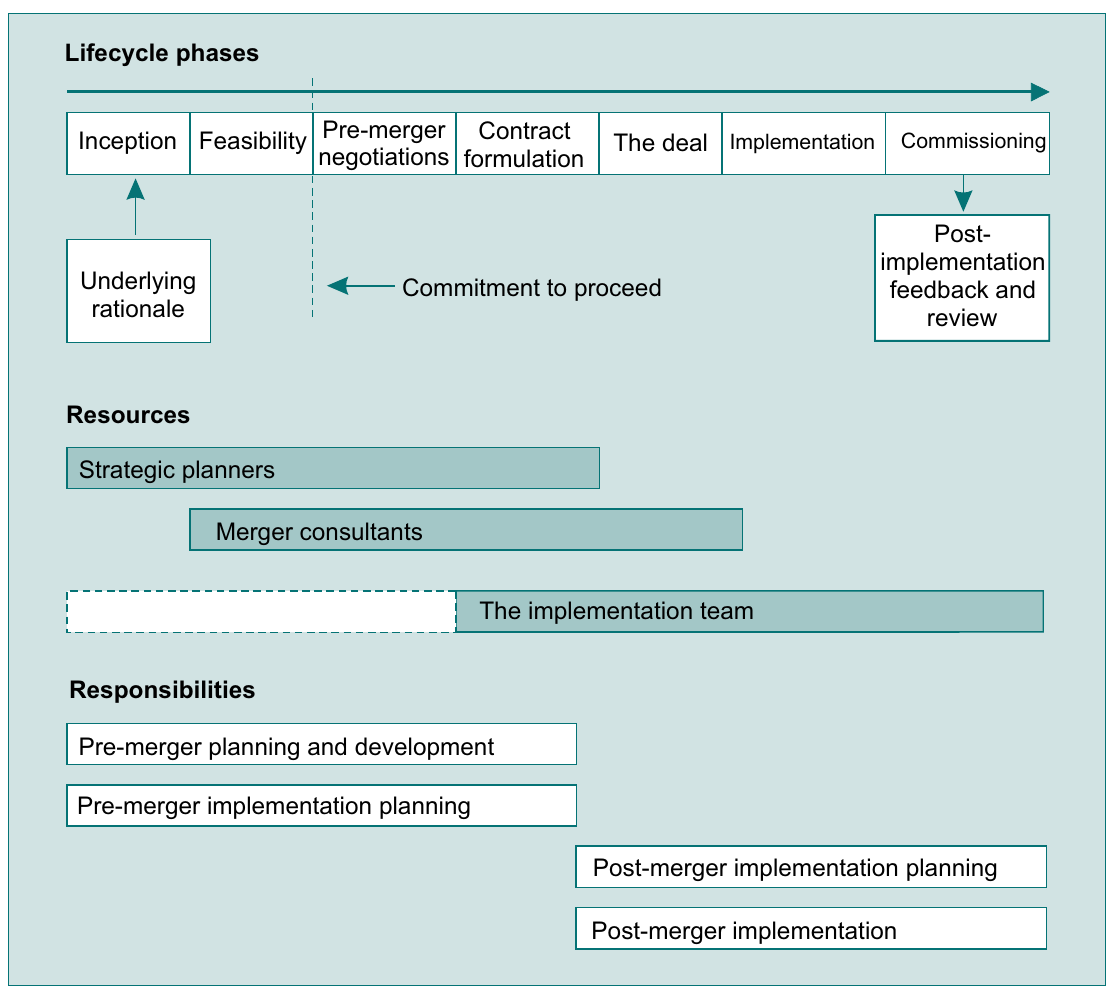 Lifecycle phases
Inception
Feasibility
Pre-merger
negotiations
Contract
formulation
The deal
Implementation
Commissioning
Underlying
rationale
Commitment to proceed
Post-
implementation
feedback and
review
Resources
Strategic planners
Merger consultants
The implementation team
Responsibilities
Pre-merger planning and development
Pre-merger implementation planning
Post-merger implementation planning
Post-merger implementation